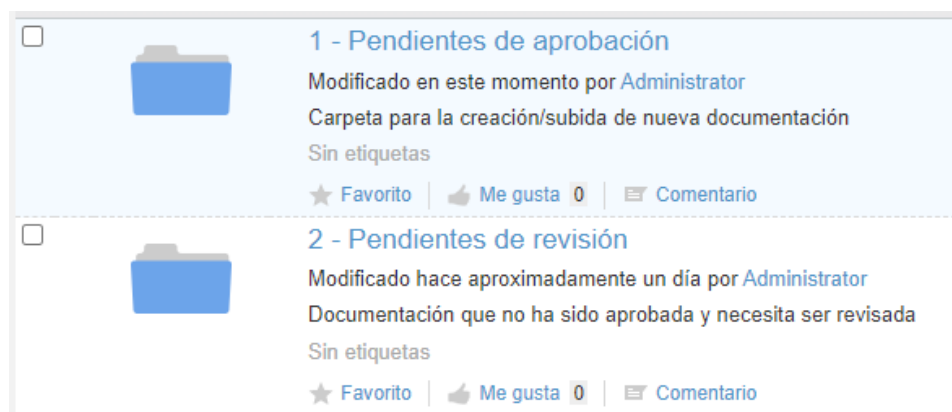 1 - Pendientes de aprobación
Modificado en este momento por Administrator
Carpeta para la creación/subida de nueva documentación
Sin etiquetas
Favorito Me gusta 0 Comentario
2 - Pendientes de revisión
Modificado hace aproximadamente un día por Administrator
Documentación que no ha sido aprobada y necesita ser revisada
Sin etiquetas
Favorito Me gusta 0 Comentario